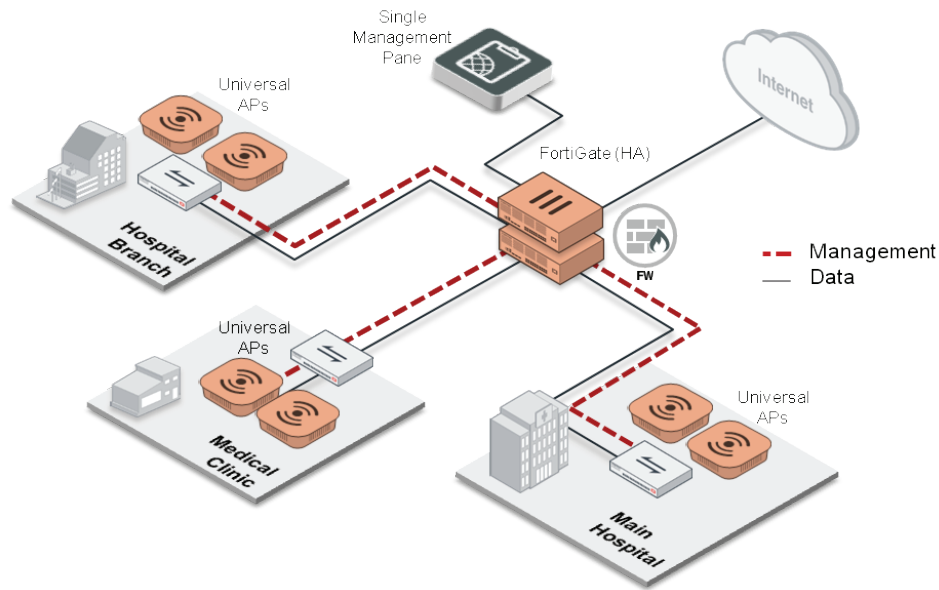 Single
Management
Pane
Internet
Universal
APs
FortiGate (HA)
FW
Management
Data
Hospital
Branch
Universal
APs
Medical
Clinic
Universal
APs
Main
Hospital